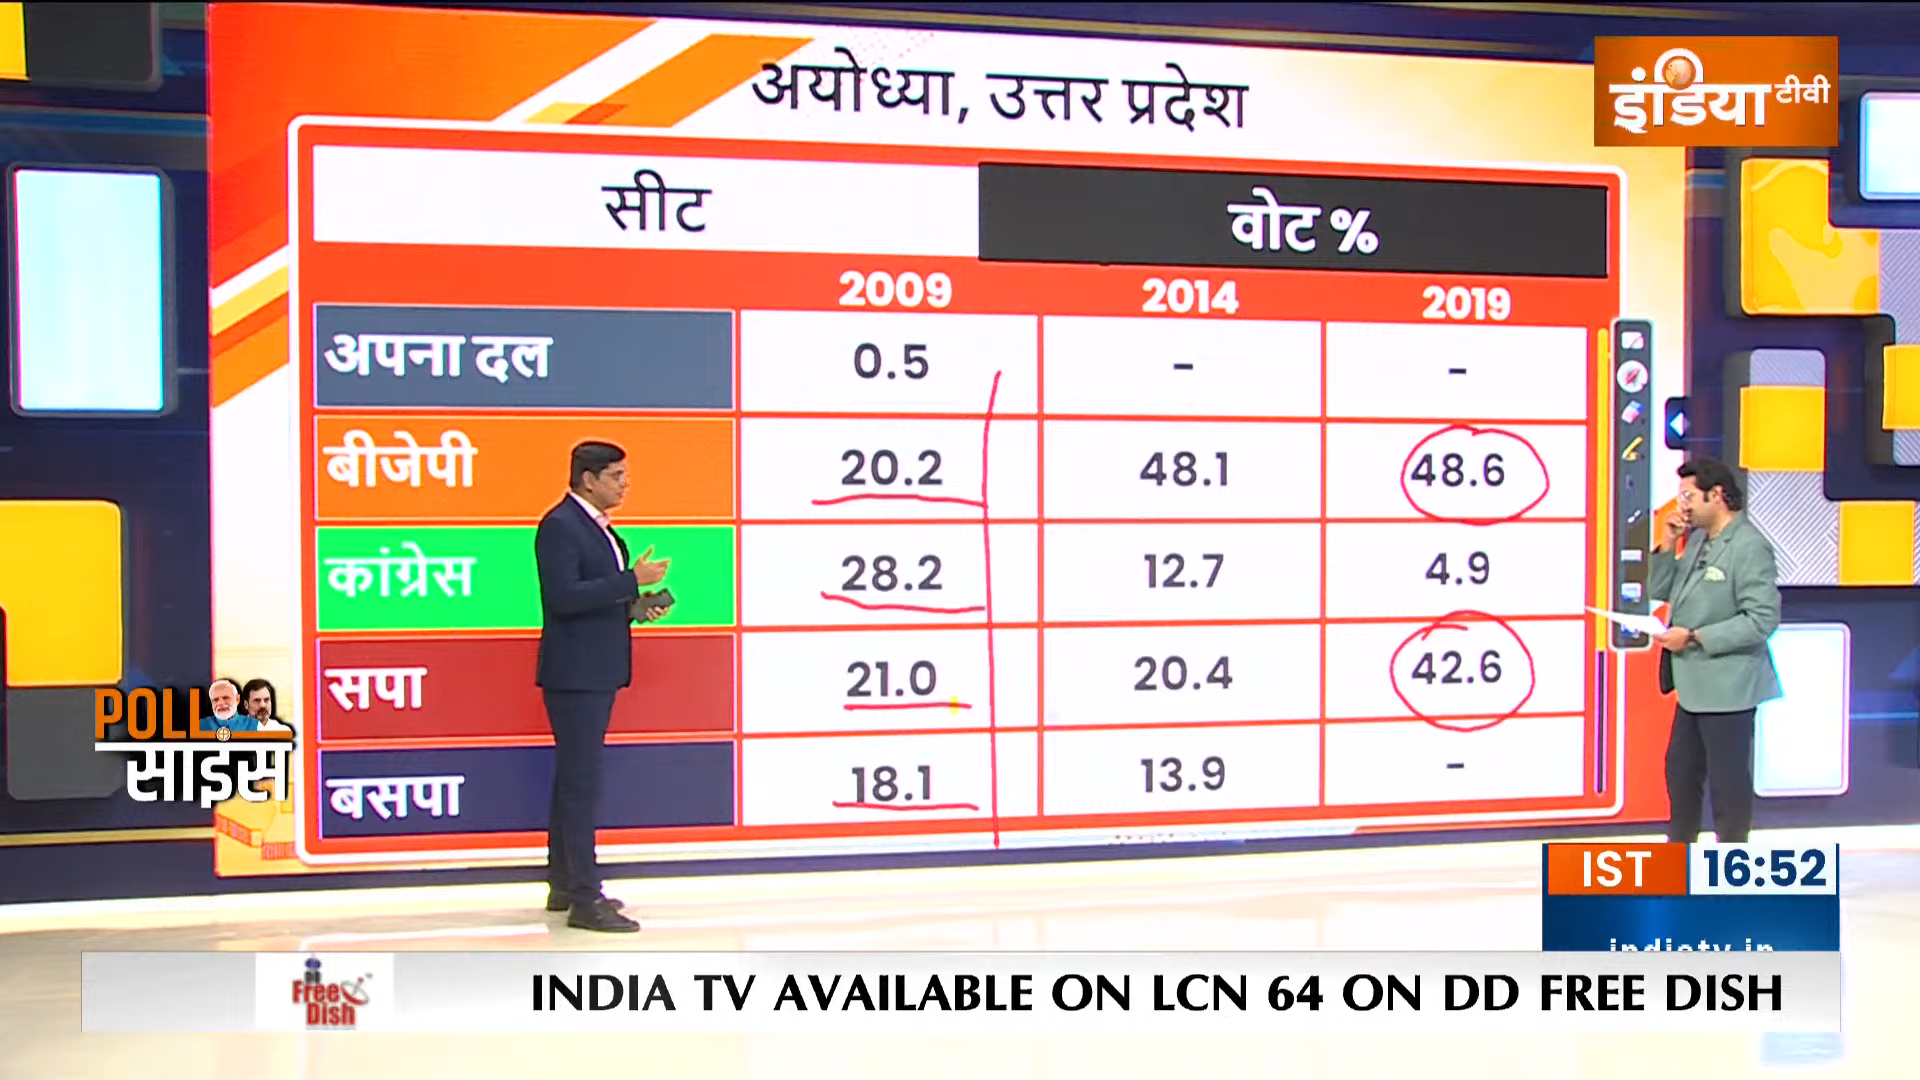 अयोध्या, उत्तर प्रदेश
इंडिया टीवी
सीट वोट %
2009 2014 2019
अपना दल 0.5 - -
बीजेपी 20.2 48.1 48.6
कांग्रेस 28.2 12.7 4.9
सपा 21.0 20.4 42.6
बसपा 18.1 13.9 -
POLL
साइंस
IST 16:52
indiatv.in
Free Dish
INDIA TV AVAILABLE ON LCN 64 ON DD FREE DISH